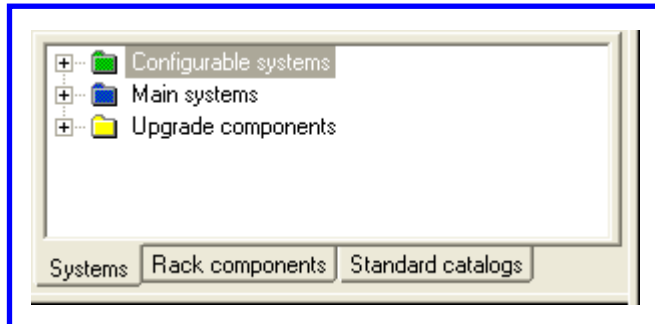 Configurable systems
Main systems
Upgrade components
Systems Rack components Standard catalogs